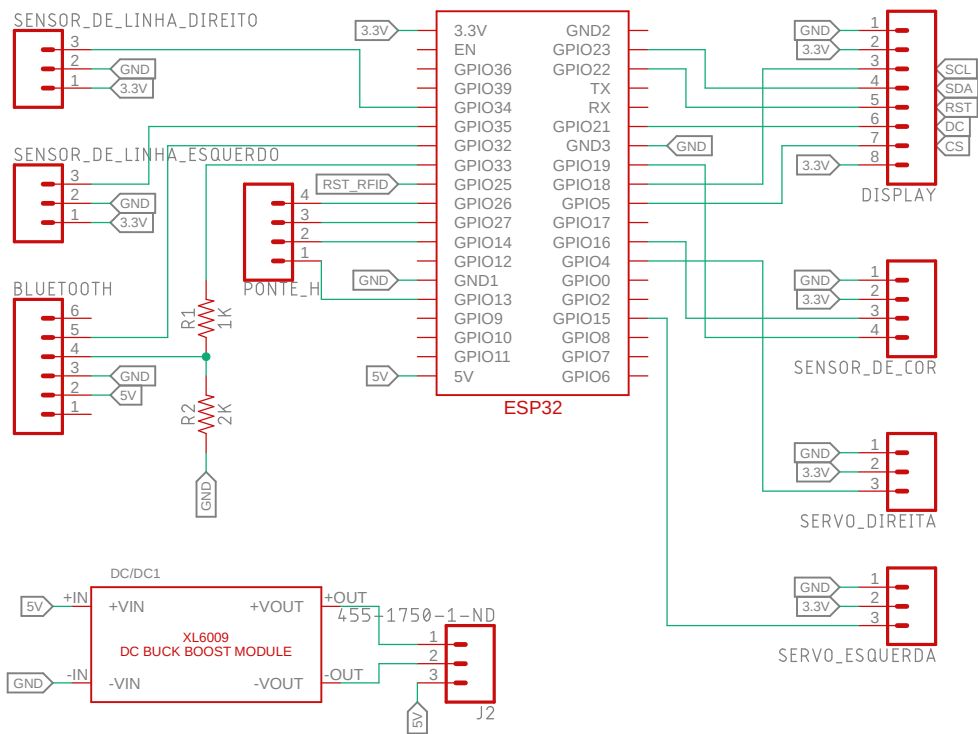 SENSOR_DE_LINHA_DIREITO
3
2 GND
1 3.3V
SENSOR_DE_LINHA_ESQUERDO
3
2 GND
1 3.3V
BLUETOOTH
6
5
4
3 GND
2 5V
1
R1 1K
R2 2K
GND
PONTE_H
4
3
2
1
3.3V
RST_RFID
GND
5V
3.3V
EN
GPIO36
GPIO39
GPIO34
GPIO35
GPIO32
GPIO33
GPIO25
GPIO26
GPIO27
GPIO14
GPIO12
GND1
GPIO13
GPIO9
GPIO10
GPIO11
5V
GND2
GPIO23
GPIO22
TX
RX
GPIO21
GND3
GPIO19
GPIO18
GPIO5
GPIO17
GPIO16
GPIO4
GPIO0
GPIO2
GPIO15
GPIO8
GPIO7
GPIO6
ESP32
GND
GND 1
3.3V 2
3 SCL
4 SDA
5 RST
6 DC
7 CS
3.3V 8
DISPLAY
GND 1
3.3V 2
3
4
SENSOR_DE_COR
GND 1
3.3V 2
3
SERVO_DIREITA
GND 1
3.3V 2
3
SERVO_ESQUERDA
DC/DC1
5V +IN +VIN
GND -IN -VIN
XL6009
DC BUCK BOOST MODULE
+VOUT +OUT
-VOUT -OUT
455-1750-1-ND
1
2
3
5V
J2